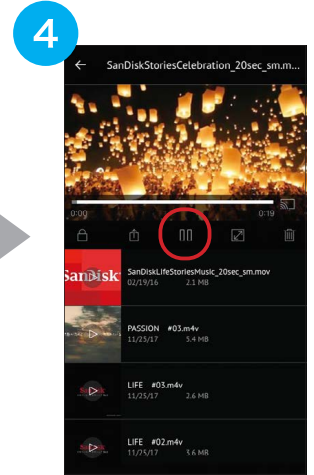 4
SanDiskStoriesCelebration_20sec_sm.m...
0:00 0:19
SanDisk
SanDiskLifeStoriesMusic_20sec_sm.mov
02/19/16 2.1 MB
PASSION #03.m4v
11/25/17 5.4 MB
LIFE #03.m4v
11/25/17 2.6 MB
LIFE #02.m4v
11/25/17 3.6 MB